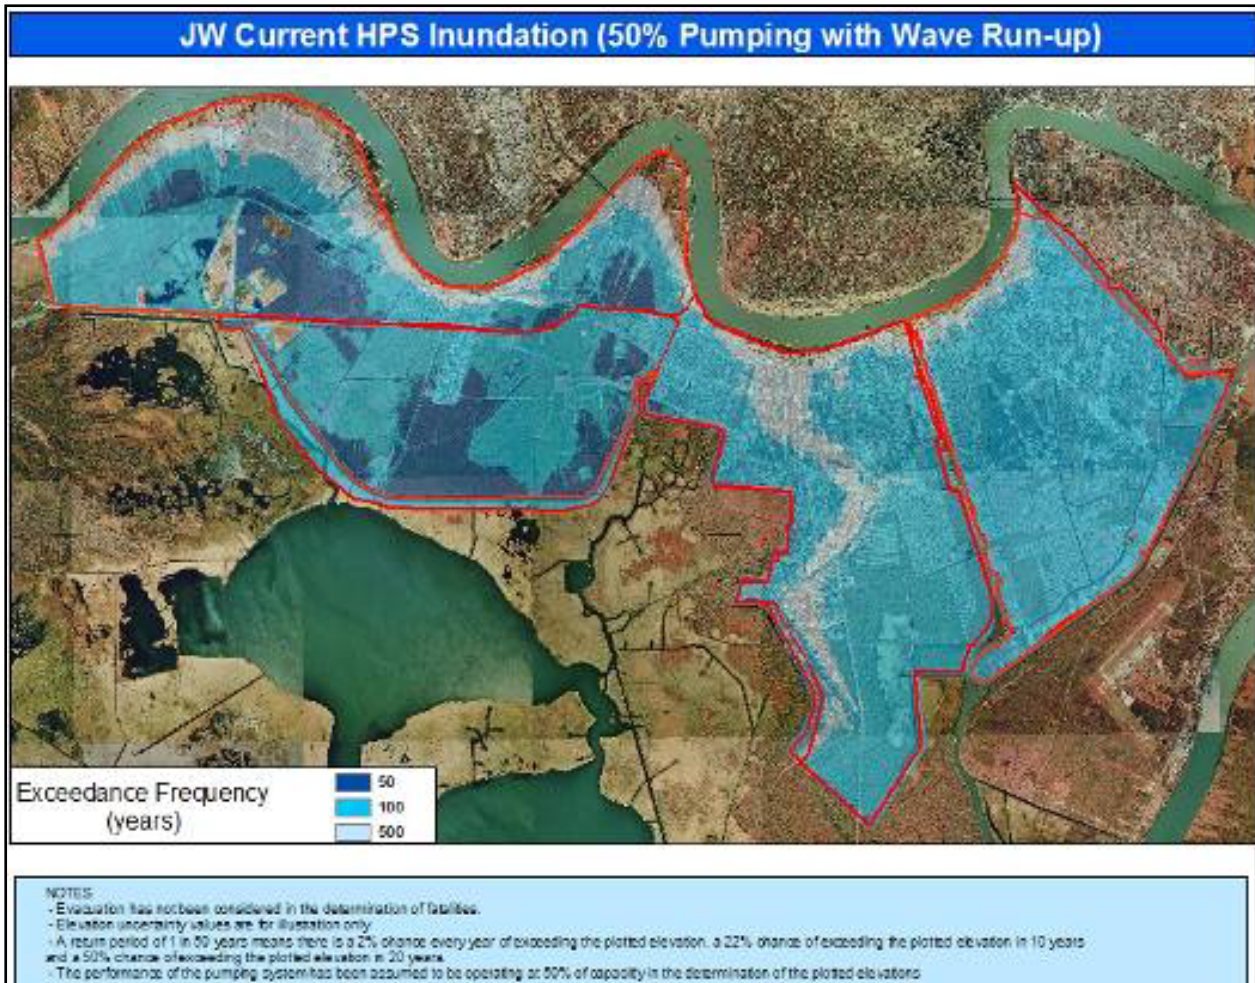 JW Current HPS Inundation (50% Pumping with Wave Run-up)
Exceedance Frequency
(years)
50
100
500
NOTES
- Evacuation has not been considered in the determination of fatalities.
- Elevation uncertainty values are for illustration only
- A return period of 1 in 50 years means there is a 2% chance every year of exceeding the plotted elevation, a 22% chance of exceeding the plotted elevation in 10 years
and a 50% chance of exceeding the plotted elevation in 20 years.
- The performance of the pumping system has been assumed to be operating at 50% of capacity in the determination of the plotted elevations